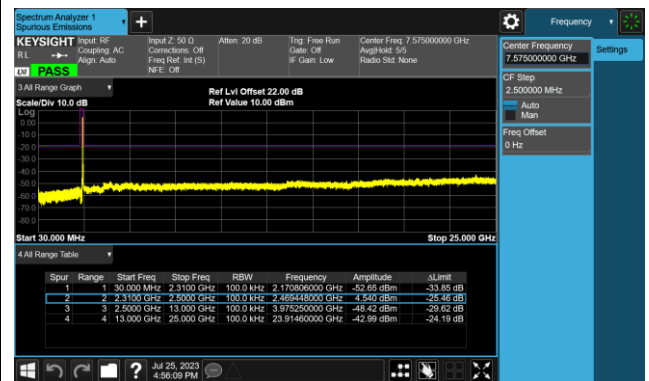 Spectrum Analyzer 1
Spurious Emissions
Frequency
KEYSIGHT
Input: RF
Coupling: AC
Align: Auto
Input Z: 50 Ω
Corrections: Off
Freq Ref: Int (S)
NFE: Off
Atten: 20 dB
Trig: Free Run
Gate: Off
IF Gain: Low
Center Freq: 7.575000000 GHz
Avg|Hold: 5/5
Radio Std: None
RL
LXI
PASS
Center Frequency
7.575000000 GHz
Settings
CF Step
2.500000 MHz
Auto
Man
Freq Offset
0 Hz
3 All Range Graph
Scale/Div 10.0 dB
Ref Lvl Offset 22.00 dB
Ref Value 10.00 dBm
Log
0.00
-10.0
-20.0
-30.0
-40.0
-50.0
-60.0
-70.0
-80.0
Start 30.000 MHz
Stop 25.000 GHz
4 All Range Table
Spur Range Start Freq Stop Freq RBW Frequency Amplitude ΔLimit
1 1 30.000 MHz 2.3100 GHz 100.0 kHz 2.170806000 GHz -52.65 dBm -33.85 dB
2 2 2.3100 GHz 2.5000 GHz 100.0 kHz 2.469448000 GHz 4.540 dBm -25.46 dB
3 3 2.5000 GHz 13.000 GHz 100.0 kHz 3.975250000 GHz -48.42 dBm -29.62 dB
4 4 13.000 GHz 25.000 GHz 100.0 kHz 23.91460000 GHz -42.99 dBm -24.19 dB
Jul 25, 2023
4:56:09 PM